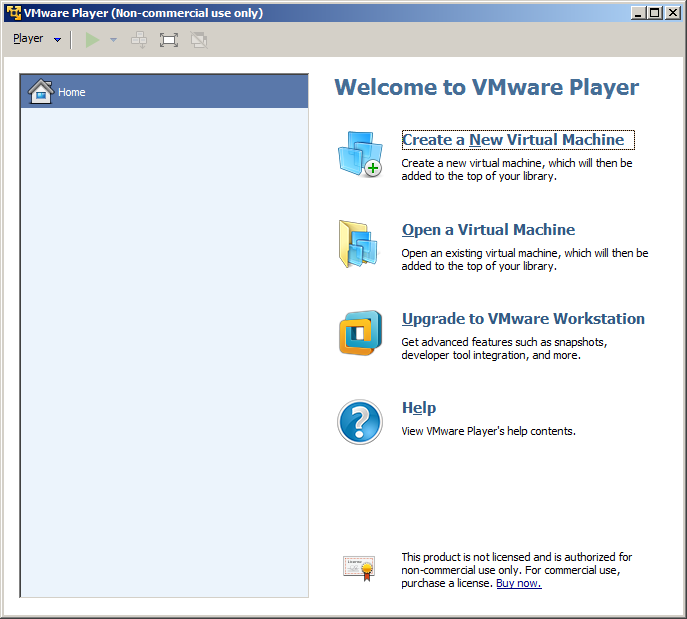 VMware Player (Non-commercial use only)
Player
Home
Welcome to VMware Player
Create a New Virtual Machine
Create a new virtual machine, which will then be
added to the top of your library.
Open a Virtual Machine
Open an existing virtual machine, which will then be
added to the top of your library.
Upgrade to VMware Workstation
Get advanced features such as snapshots,
developer tool integration, and more.
Help
View VMware Player's help contents.
License
This product is not licensed and is authorized for
non-commercial use only. For commercial use,
purchase a license. Buy now.